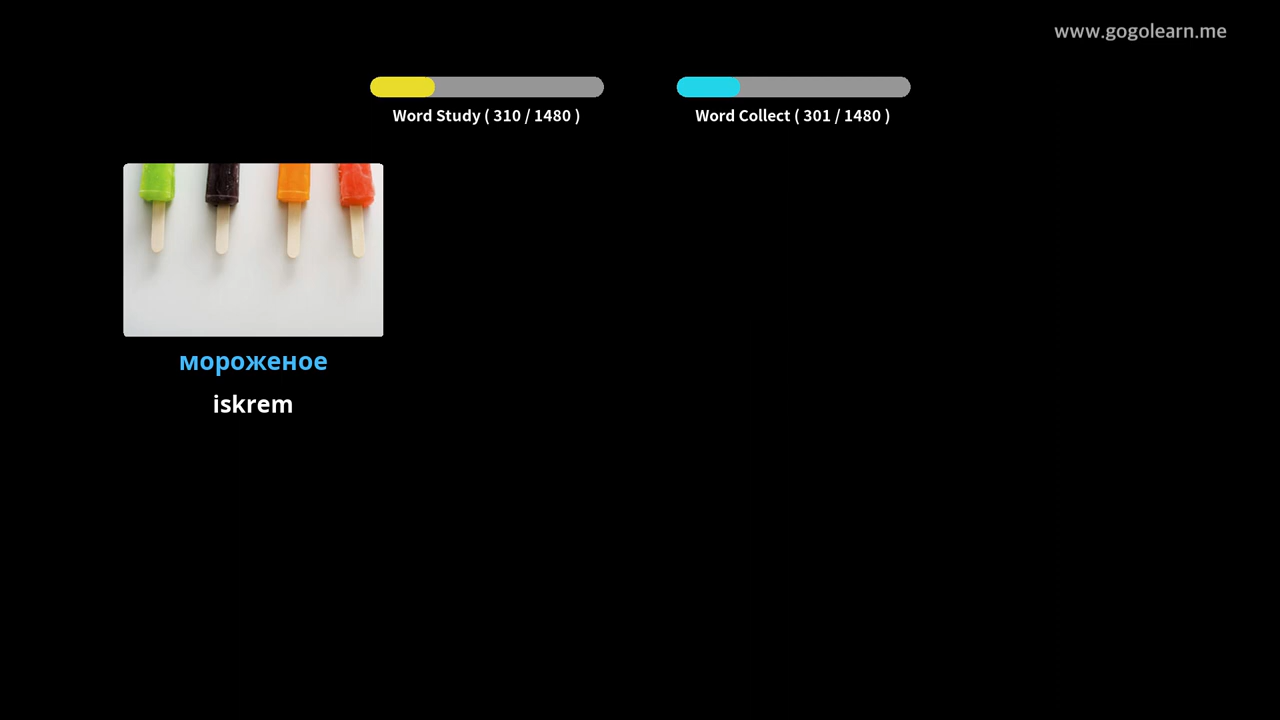 www.gogolearn.me
Word Study ( 310 / 1480 )
Word Collect ( 301 / 1480 )
мороженое
iskrem